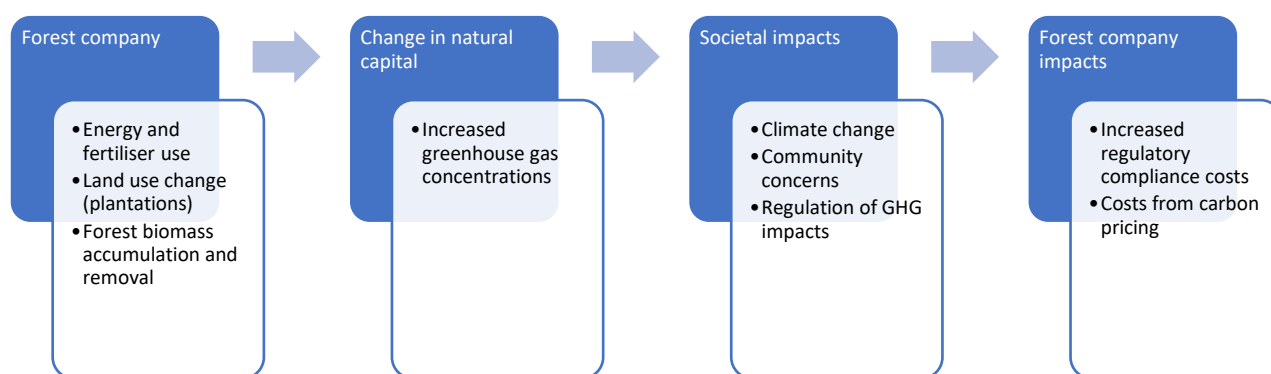 Forest company
• Energy and
fertiliser use
• Land use change
(plantations)
• Forest biomass
accumulation and
removal
Change in natural
capital
• Increased
greenhouse gas
concentrations
Societal impacts
• Climate change
• Community
concerns
• Regulation of GHG
impacts
Forest company
impacts
• Increased
regulatory
compliance costs
• Costs from carbon
pricing